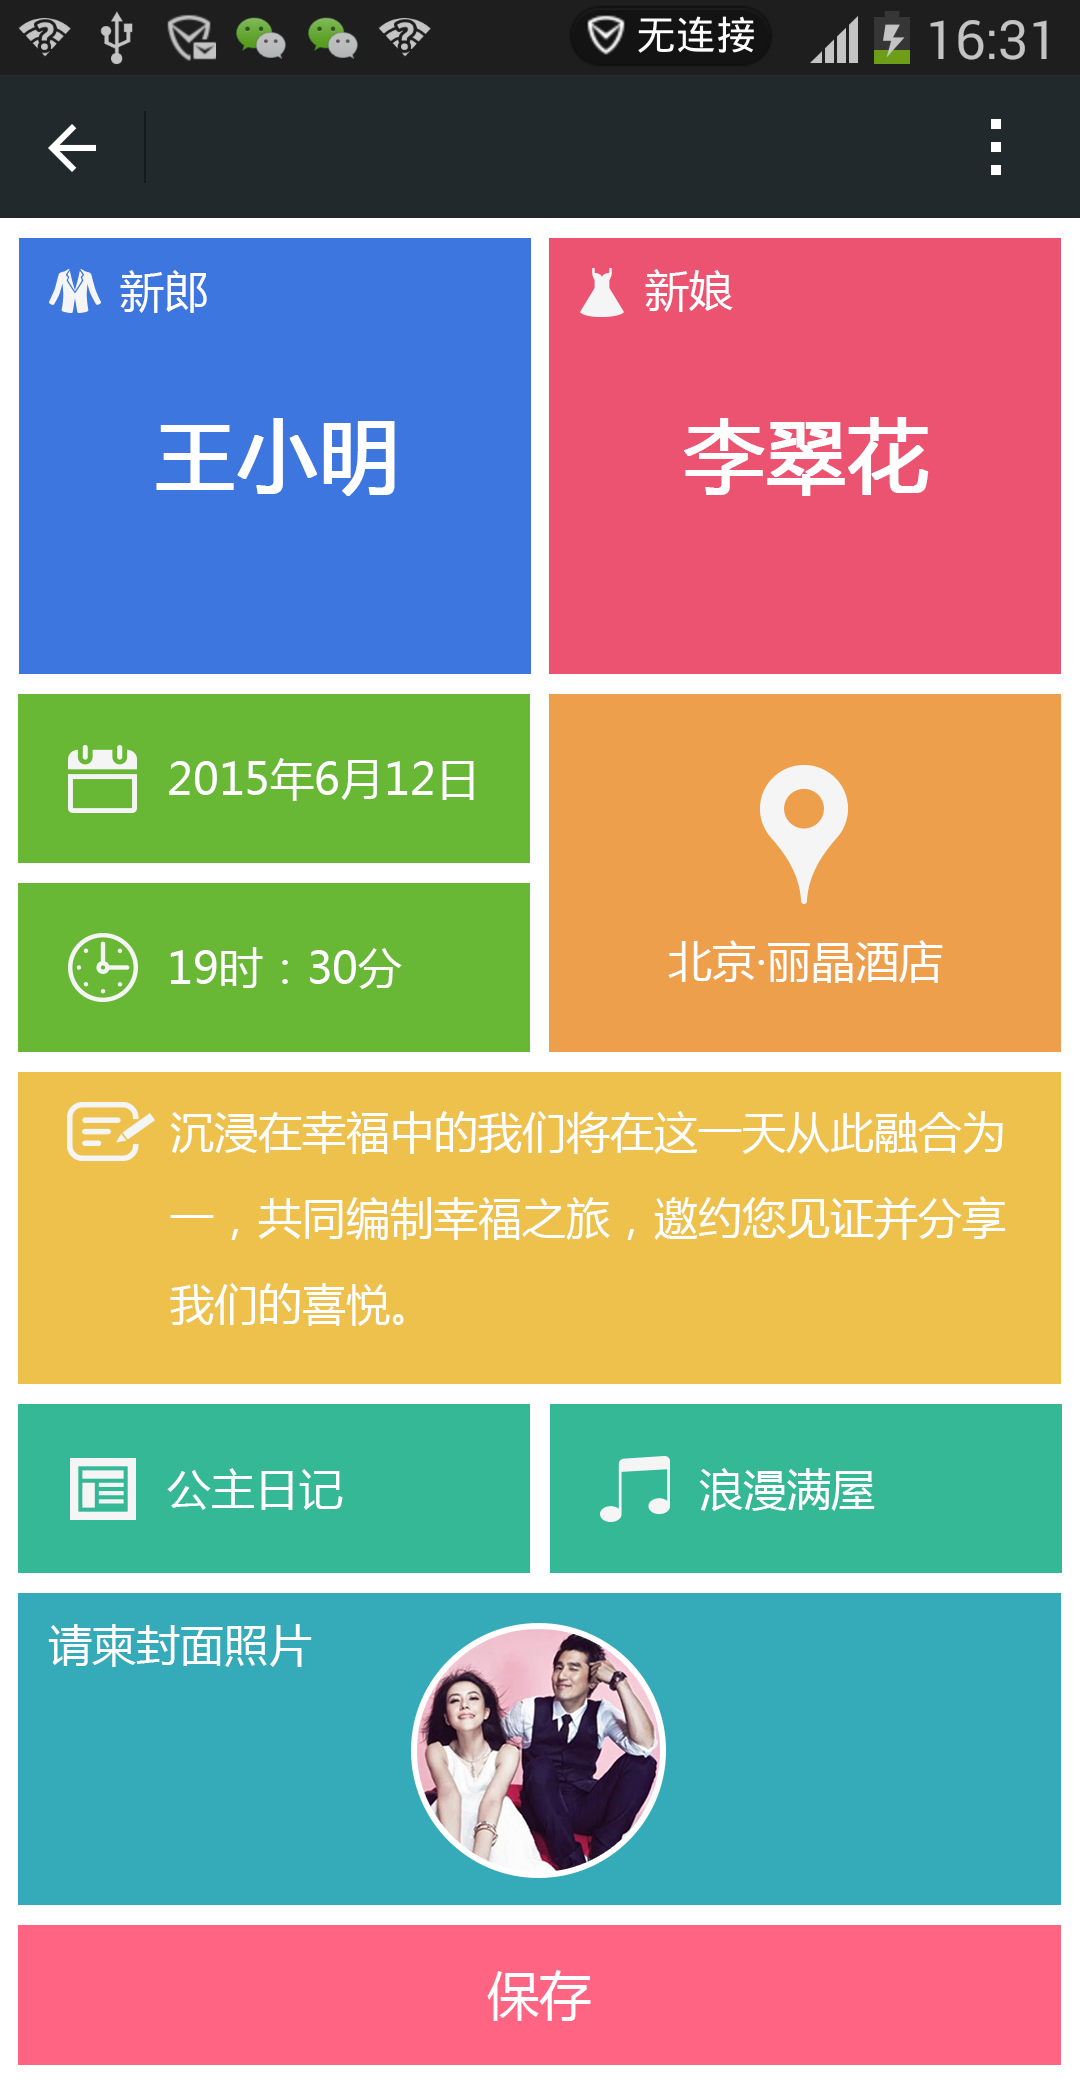 无连接 16:31
新郎
新娘
王小明
李翠花
2015年6月12日
19时：30分
北京·丽晶酒店
沉浸在幸福中的我们将在这一天从此融合为
一，共同编制幸福之旅，邀约您见证并分享
我们的喜悦。
公主日记
浪漫满屋
请柬封面照片
保存